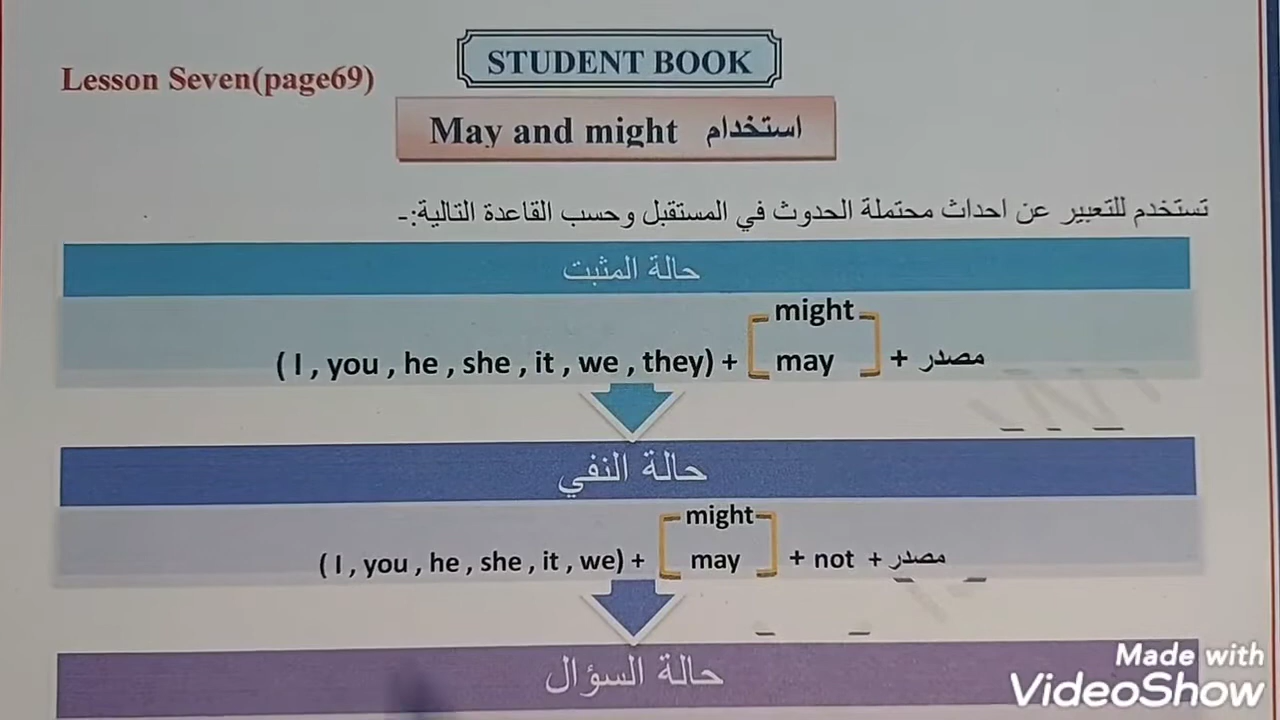 STUDENT BOOK
Lesson Seven(page69)
May and might استخدام
تستخدم للتعبير عن احداث محتملة الحدوث في المستقبل وحسب القاعدة التالية:-
حالة المثبت
might
( I , you , he , she , it , we , they) + may + مصدر
حالة النفي
might
( I , you , he , she , it , we) + may + not + مصدر
حالة السؤال
Made with
VideoShow